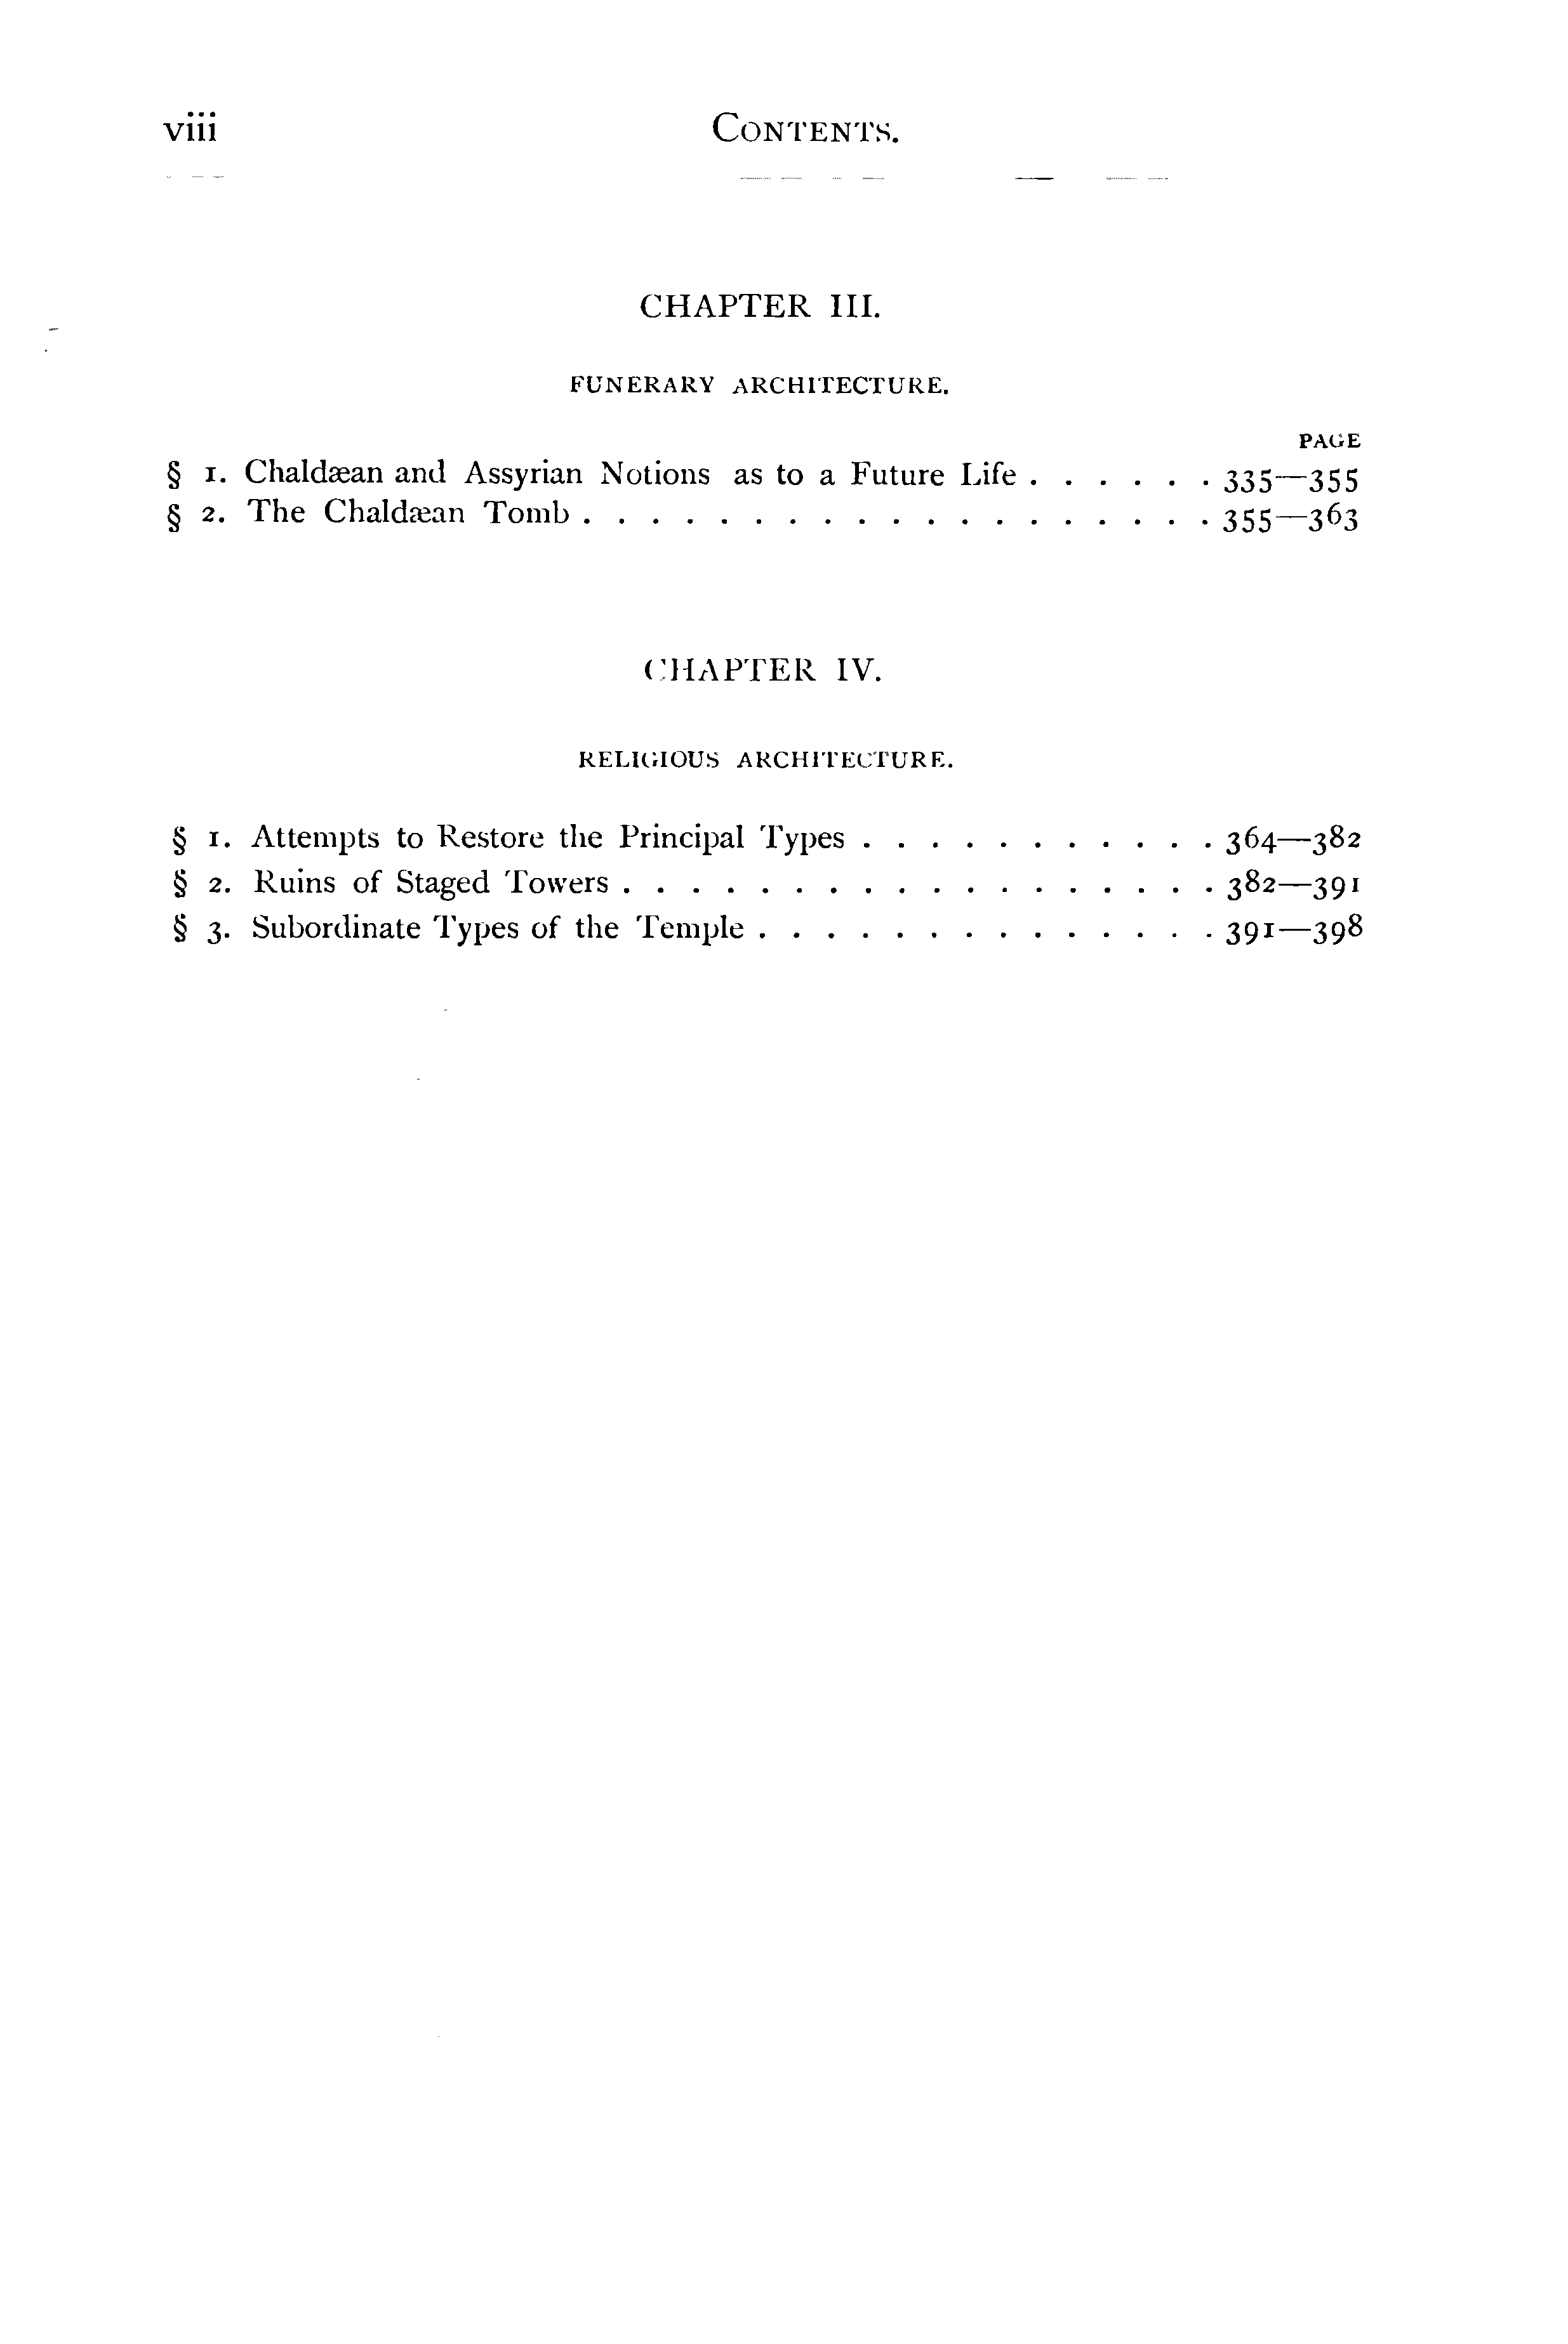 viii
CONTENTS.
CHAPTER III.
FUNERARY ARCHITECTURE.
PAGE
§ 1. Chaldæan and Assyrian Notions as to a Future Life . . . . . . 335—355
§ 2. The Chaldæan Tomb . . . . . . . . . . . . . . . . . . . 355—363
CHAPTER IV.
RELIGIOUS ARCHITECTURE.
§ 1. Attempts to Restore the Principal Types . . . . . . . . . . . 364—382
§ 2. Ruins of Staged Towers . . . . . . . . . . . . . . . . . . 382—391
§ 3. Subordinate Types of the Temple . . . . . . . . . . . . . . 391—398